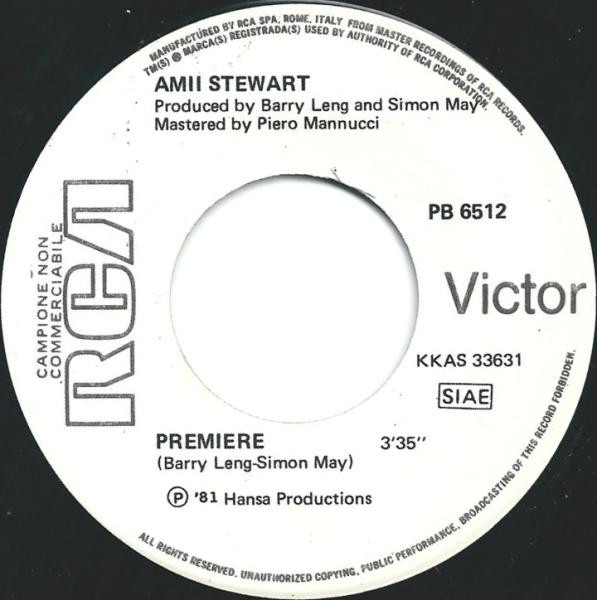 MANUFACTURED BY RCA SPA, ROME, ITALY FROM MASTER RECORDINGS OF RCA RECORDS.
TM(S) ® MARCA(S) REGISTRADA(S) USED BY AUTHORITY OF RCA CORPORATION.
AMII STEWART
Produced by Barry Leng and Simon May
Mastered by Piero Mannucci
CAMPIONE NON
COMMERCIABILE
RCA
PB 6512
Victor
KKAS 33631
SIAE
PREMIERE 3'35"
(Barry Leng-Simon May)
Ⓟ '81 Hansa Productions
ALL RIGHTS RESERVED. UNAUTHORIZED COPYING, PUBLIC PERFORMANCE, BROADCASTING OF THIS RECORD FORBIDDEN.